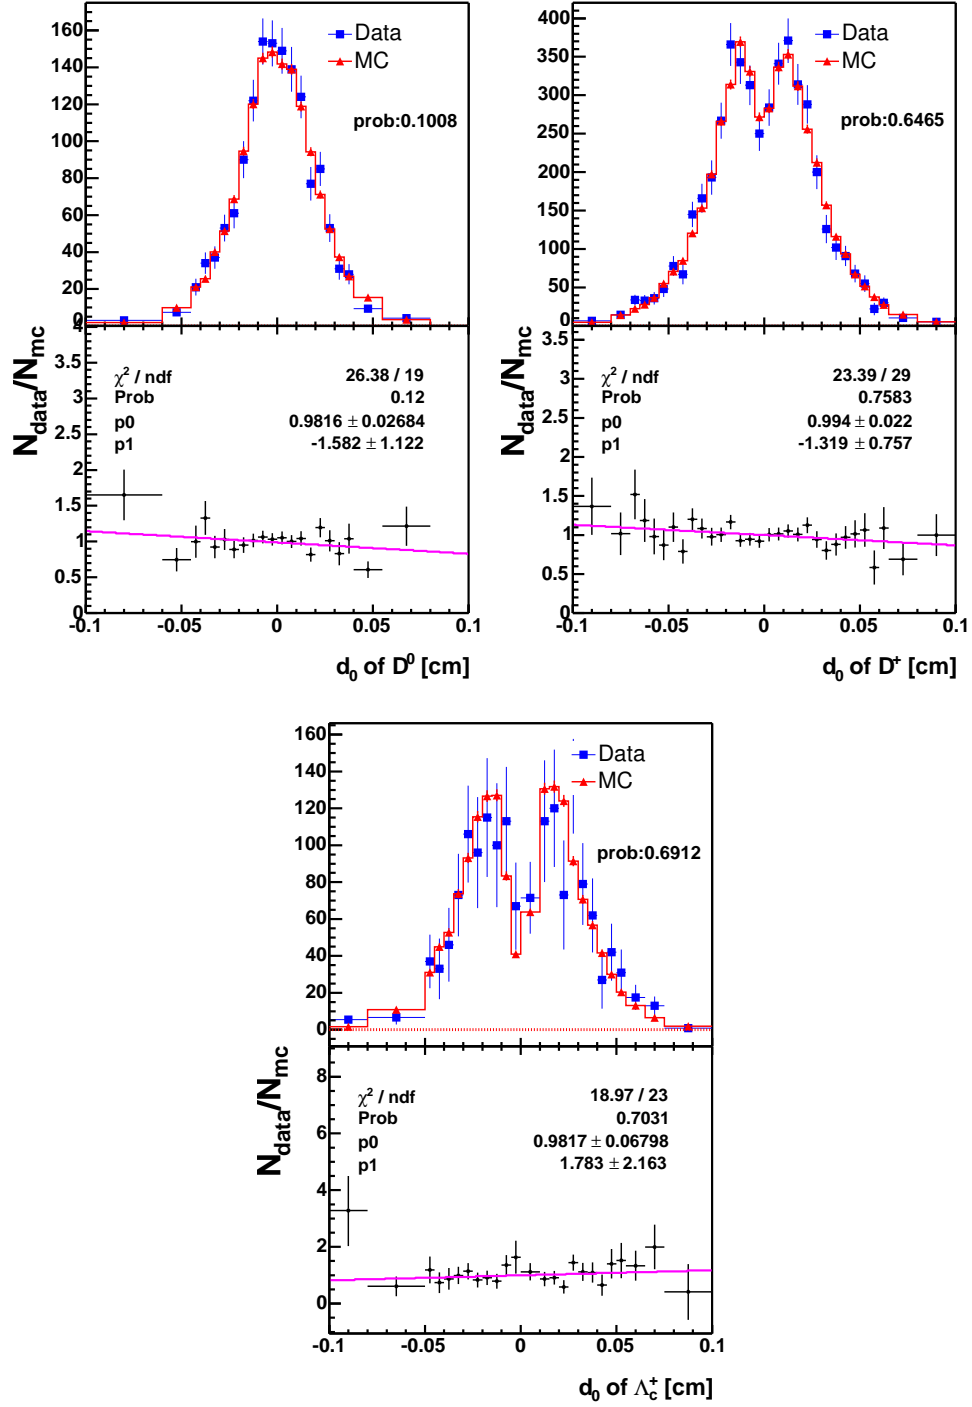 160
140
120
100
80
60
40
20
0
Data
MC
prob:0.1008
4
3.5
3
2.5
2
1.5
1
0.5
0
N_data/N_mc
χ² / ndf 26.38 / 19
Prob 0.12
p0 0.9816 ± 0.02684
p1 -1.582 ± 1.122
-0.1 -0.05 0 0.05 0.1
d₀ of D⁰ [cm]
400
350
300
250
200
150
100
50
0
Data
MC
prob:0.6465
3.5
3
2.5
2
1.5
1
0.5
0
N_data/N_mc
χ² / ndf 23.39 / 29
Prob 0.7583
p0 0.994 ± 0.022
p1 -1.319 ± 0.757
-0.1 -0.05 0 0.05 0.1
d₀ of D⁺ [cm]
160
140
120
100
80
60
40
20
0
Data
MC
prob:0.6912
8
6
4
2
0
N_data/N_mc
χ² / ndf 18.97 / 23
Prob 0.7031
p0 0.9817 ± 0.06798
p1 1.783 ± 2.163
-0.1 -0.05 0 0.05 0.1
d₀ of Λ_c⁺ [cm]